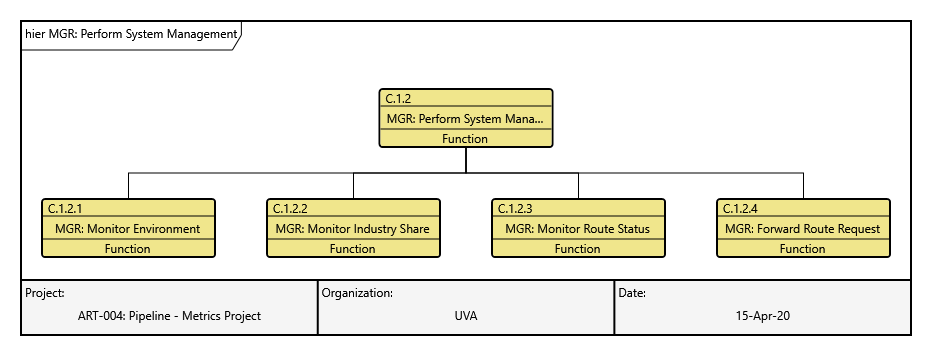 hier MGR: Perform System Management
C.1.2
MGR: Perform System Mana...
Function
C.1.2.1
MGR: Monitor Environment
Function
C.1.2.2
MGR: Monitor Industry Share
Function
C.1.2.3
MGR: Monitor Route Status
Function
C.1.2.4
MGR: Forward Route Request
Function
Project:
ART-004: Pipeline - Metrics Project
Organization:
UVA
Date:
15-Apr-20